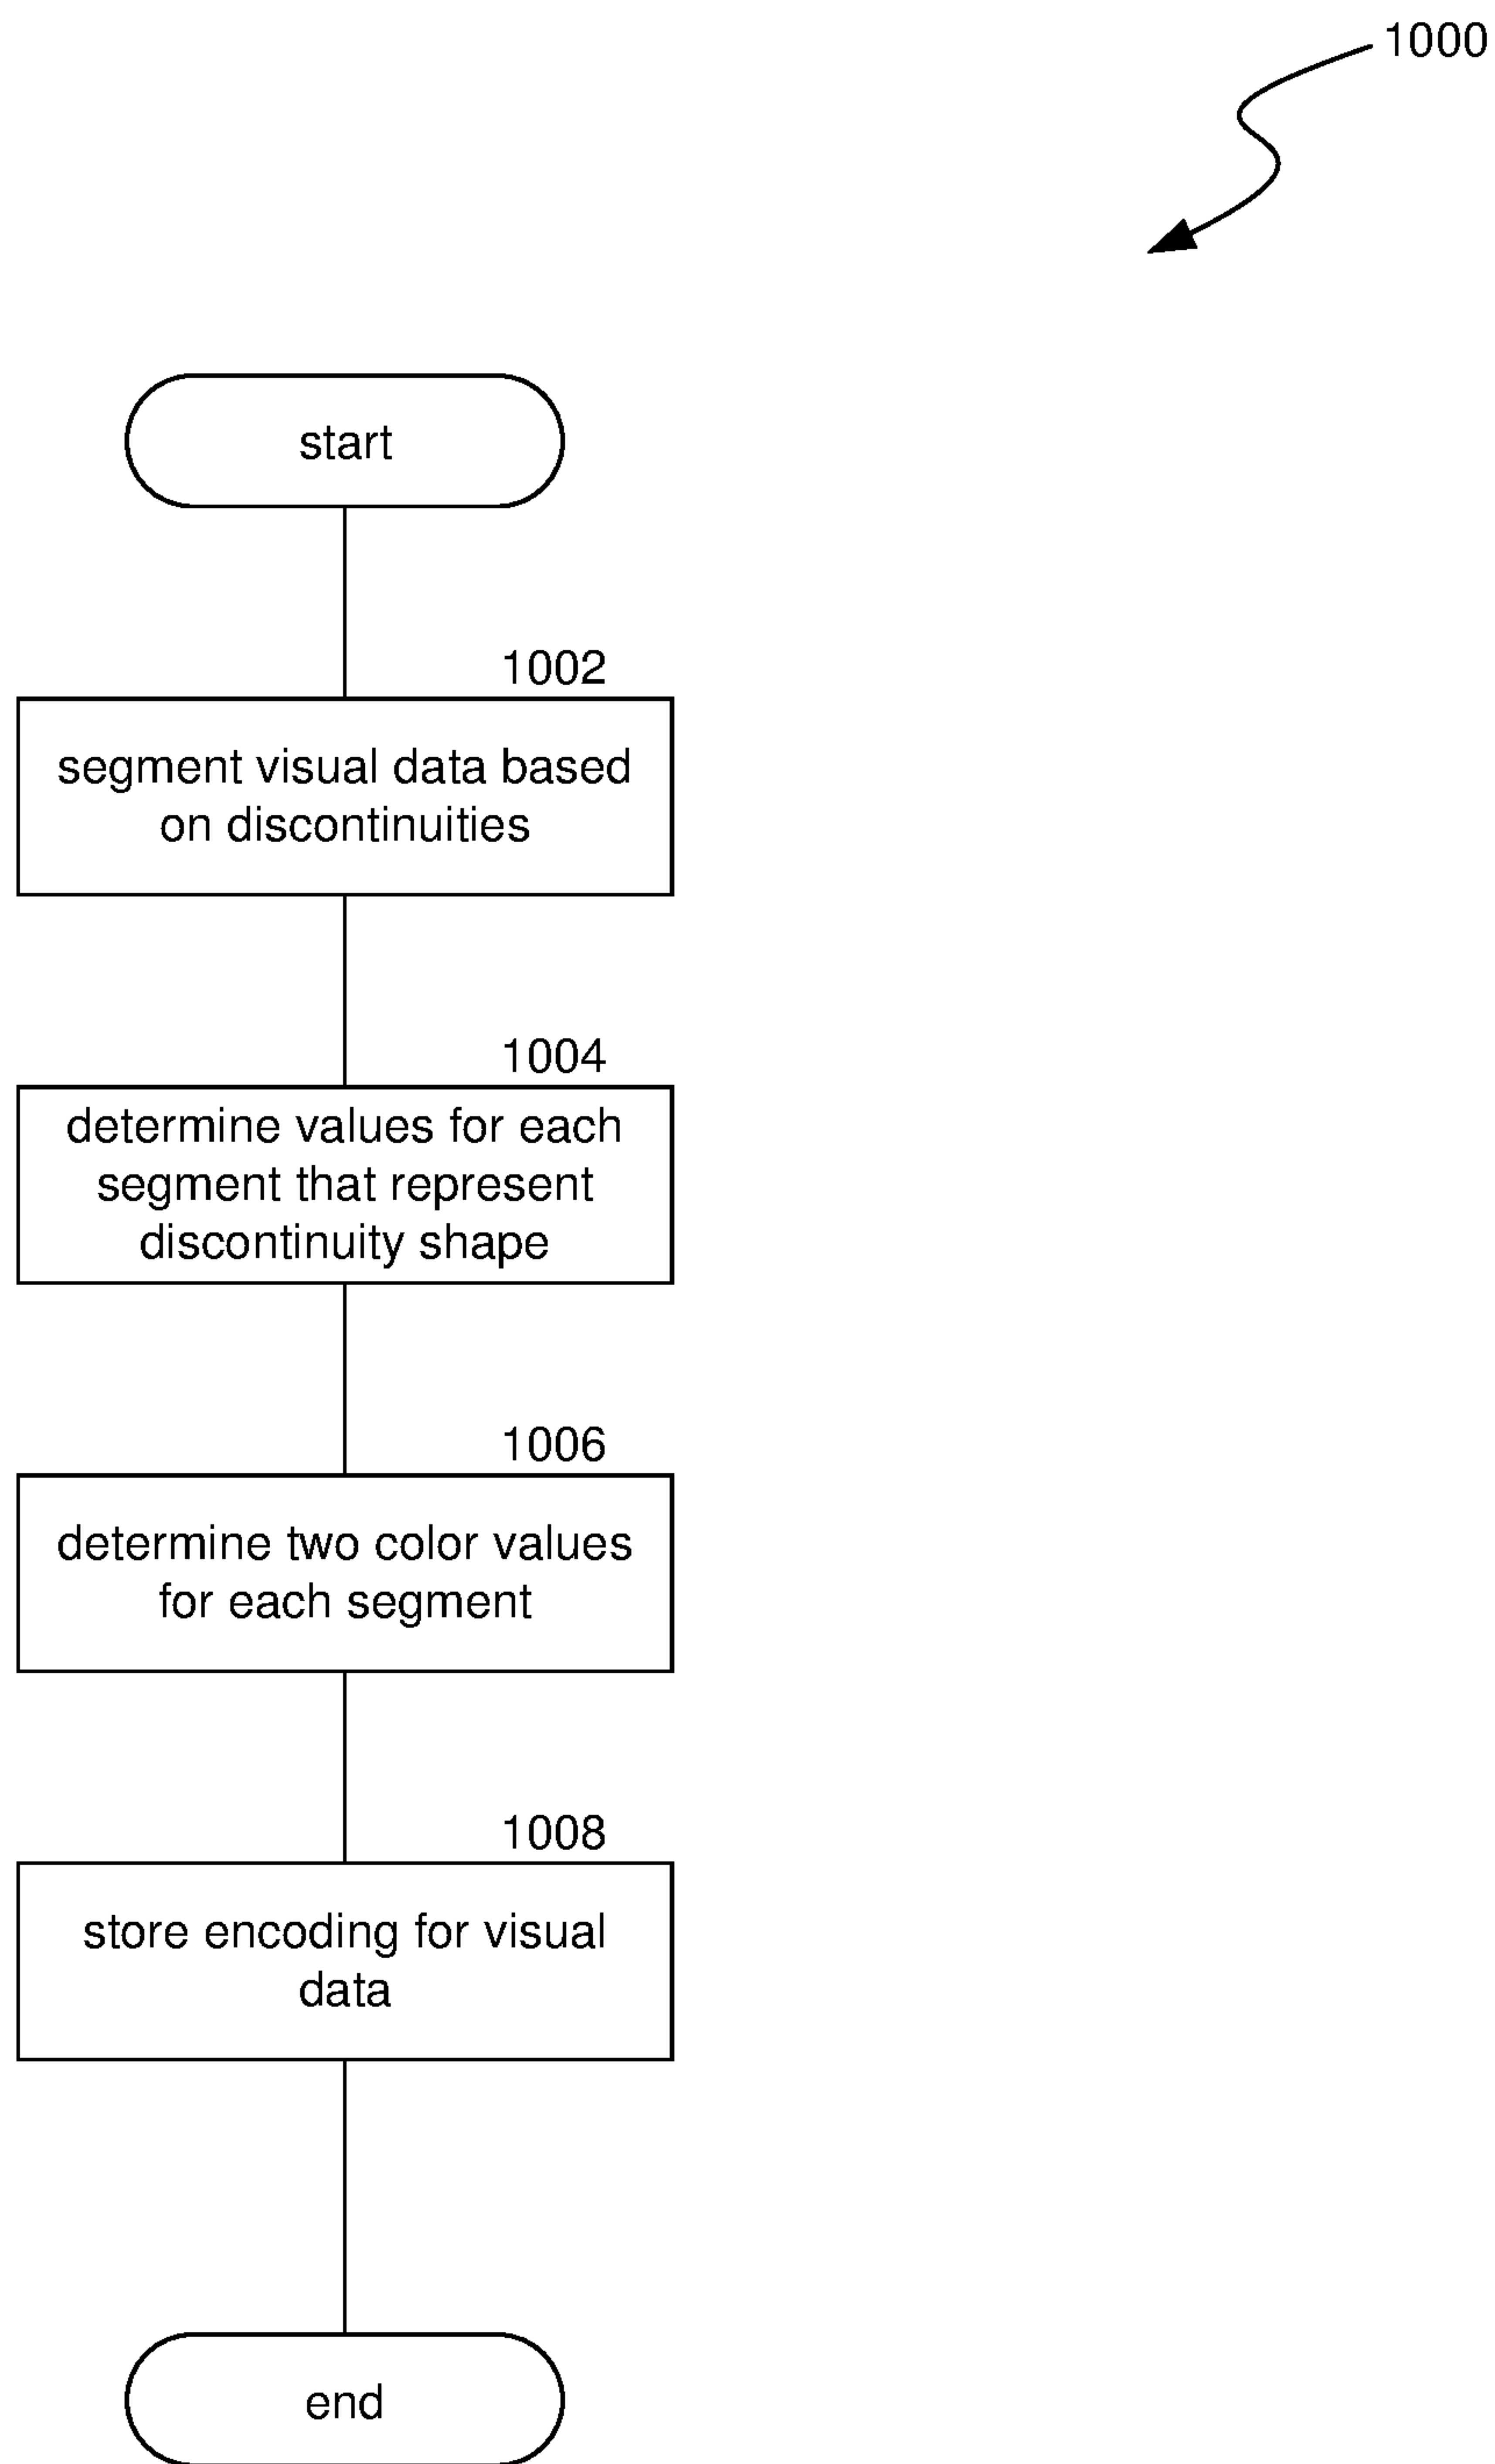 1000
start
1002
segment visual data based
on discontinuities
1004
determine values for each
segment that represent
discontinuity shape
1006
determine two color values
for each segment
1008
store encoding for visual
data
end